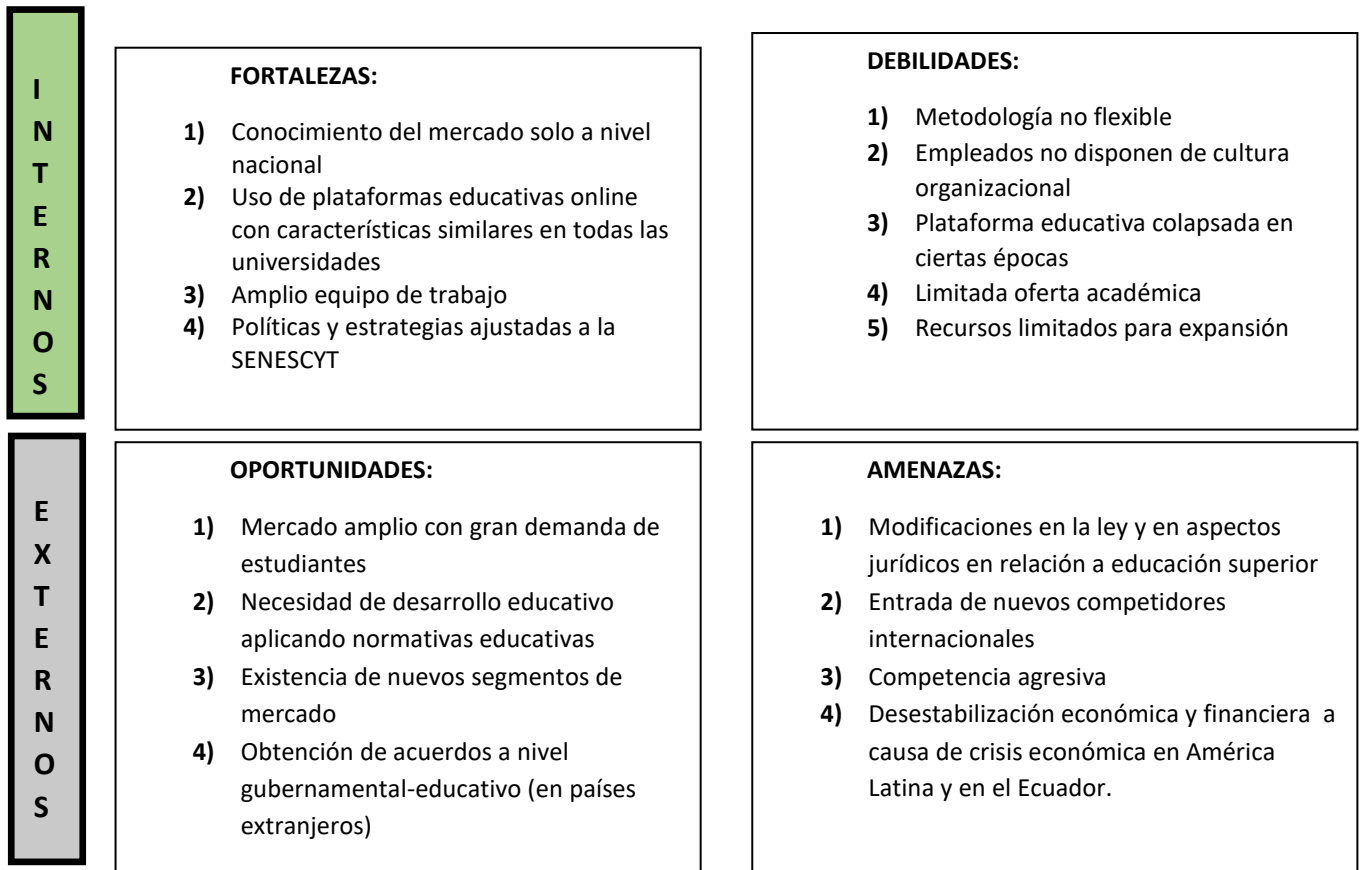 INTERNOS
FORTALEZAS:
1) Conocimiento del mercado solo a nivel
nacional
2) Uso de plataformas educativas online
con características similares en todas las
universidades
3) Amplio equipo de trabajo
4) Políticas y estrategias ajustadas a la
SENESCYT
DEBILIDADES:
1) Metodología no flexible
2) Empleados no disponen de cultura
organizacional
3) Plataforma educativa colapsada en
ciertas épocas
4) Limitada oferta académica
5) Recursos limitados para expansión
EXTERNOS
OPORTUNIDADES:
1) Mercado amplio con gran demanda de
estudiantes
2) Necesidad de desarrollo educativo
aplicando normativas educativas
3) Existencia de nuevos segmentos de
mercado
4) Obtención de acuerdos a nivel
gubernamental-educativo (en países
extranjeros)
AMENAZAS:
1) Modificaciones en la ley y en aspectos
jurídicos en relación a educación superior
2) Entrada de nuevos competidores
internacionales
3) Competencia agresiva
4) Desestabilización económica y financiera a
causa de crisis económica en América
Latina y en el Ecuador.